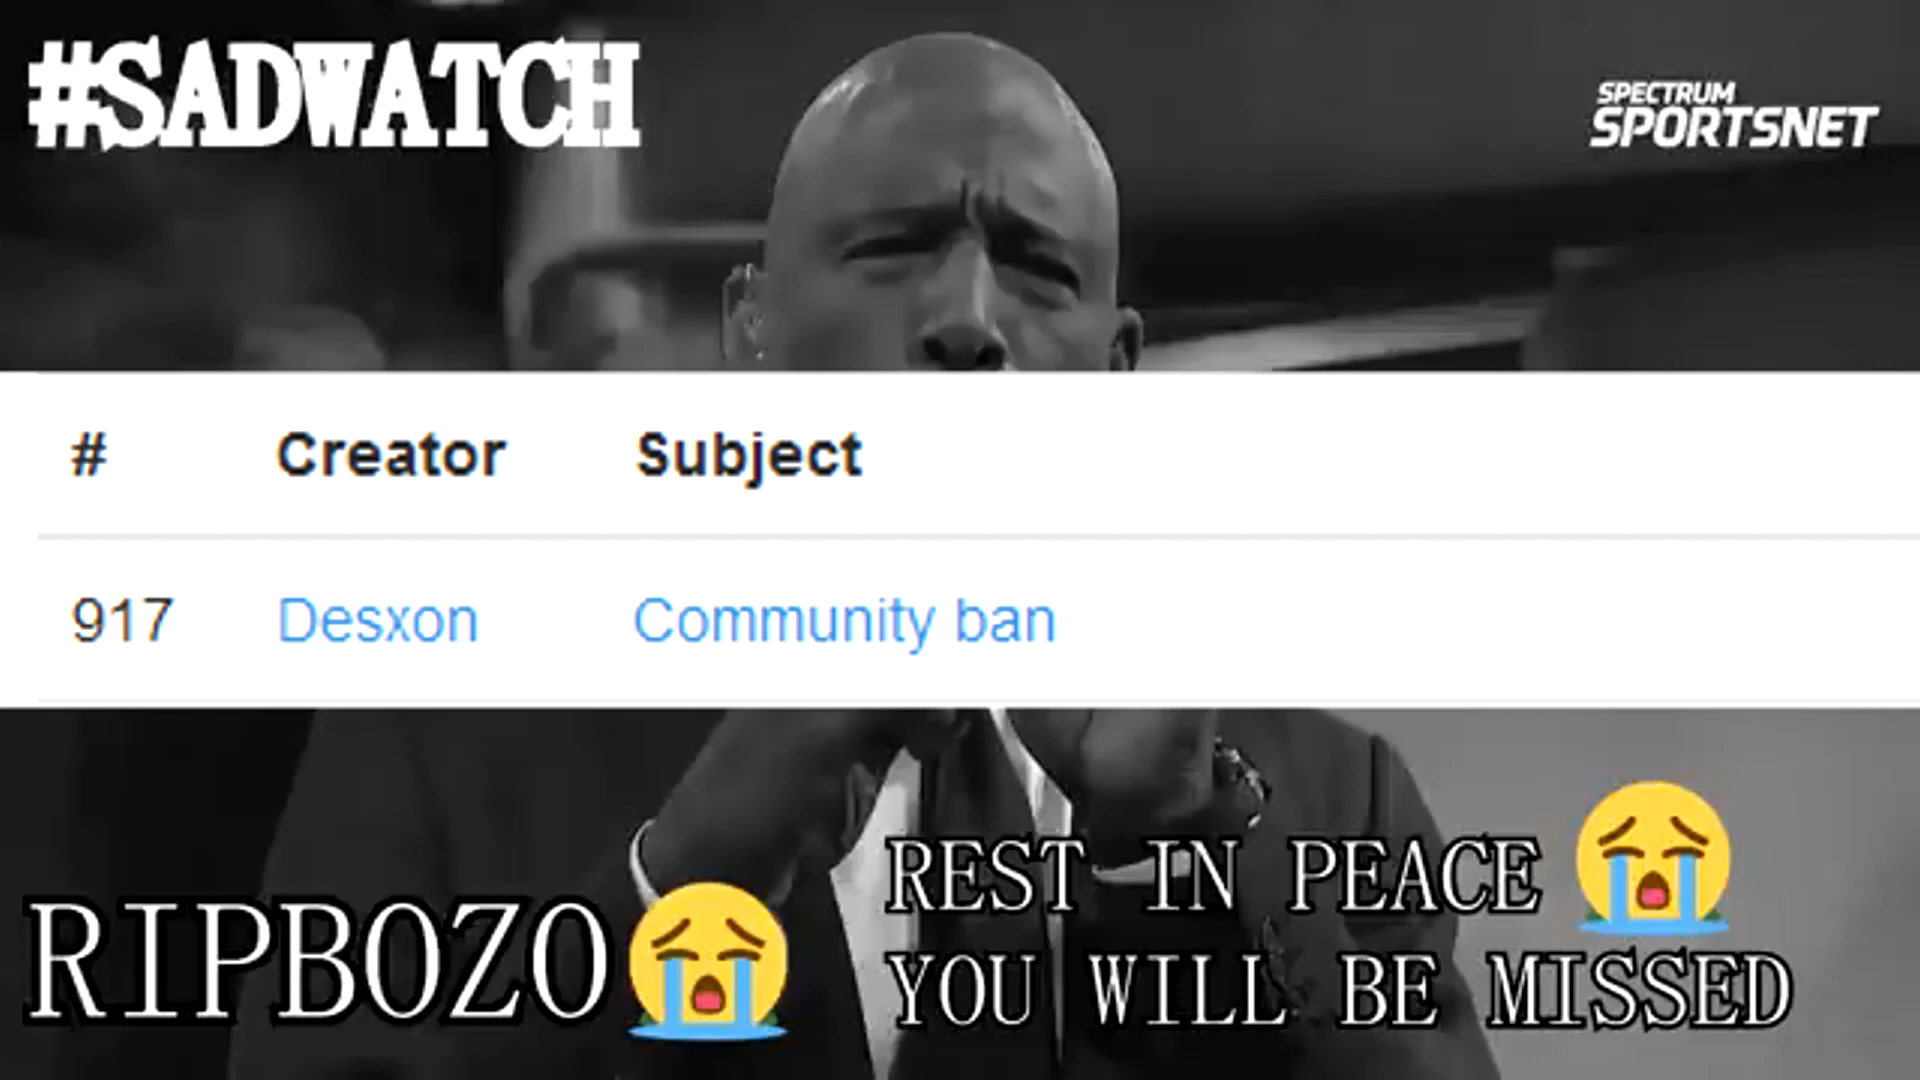 #SADWATCH
SPECTRUM
SPORTSNET
# Creator Subject
917 Desxon Community ban
RIPBOZO😭
REST IN PEACE😭
YOU WILL BE MISSED